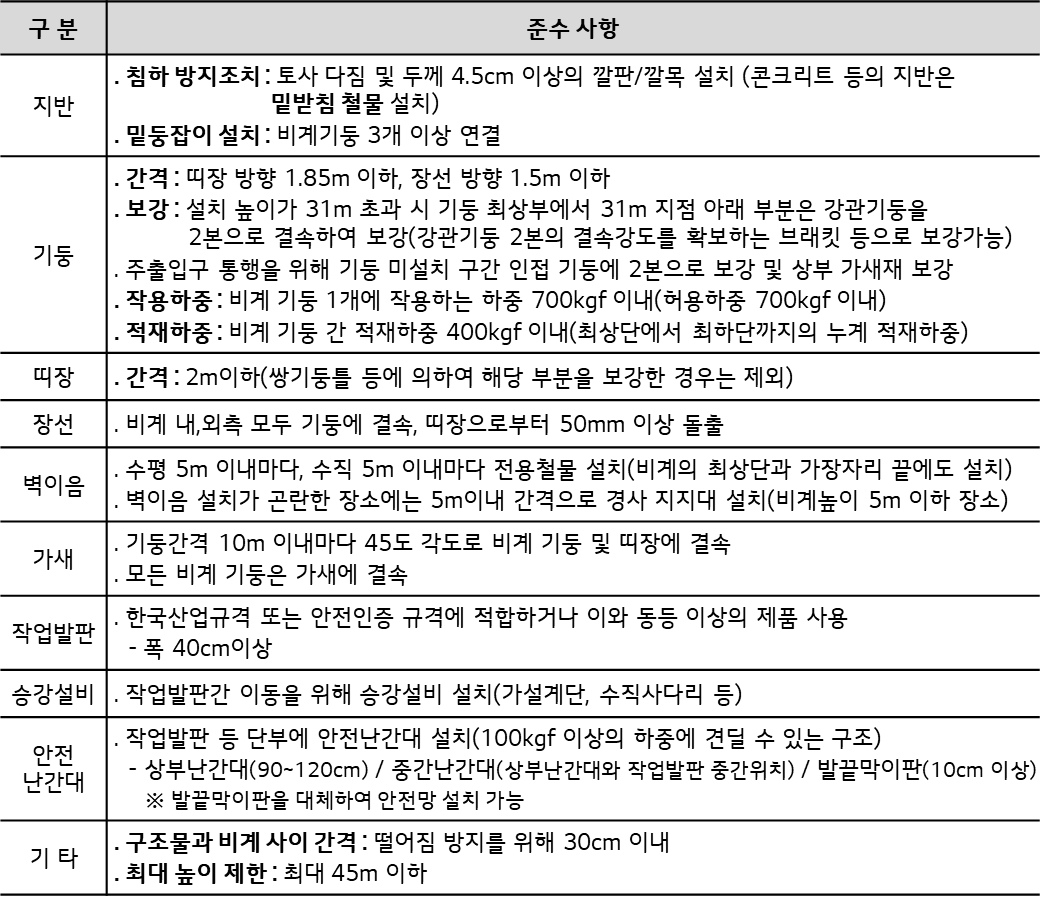 구 분 준수 사항
지반
. 침하 방지조치 : 토사 다짐 및 두께 4.5cm 이상의 깔판/깔목 설치 (콘크리트 등의 지반은
밑받침 철물 설치)
. 밑둥잡이 설치 : 비계기둥 3개 이상 연결
기둥
. 간격 : 띠장 방향 1.85m 이하, 장선 방향 1.5m 이하
. 보강 : 설치 높이가 31m 초과 시 기둥 최상부에서 31m 지점 아래 부분은 강관기둥을
2본으로 결속하여 보강(강관기둥 2본의 결속강도를 확보하는 브래킷 등으로 보강가능)
. 주출입구 통행을 위해 기둥 미설치 구간 인접 기둥에 2본으로 보강 및 상부 가새재 보강
. 작용하중 : 비계 기둥 1개에 작용하는 하중 700kgf 이내(허용하중 700kgf 이내)
. 적재하중 : 비계 기둥 간 적재하중 400kgf 이내(최상단에서 최하단까지의 누계 적재하중)
띠장
. 간격 : 2m이하(쌍기둥틀 등에 의하여 해당 부분을 보강한 경우는 제외)
장선
. 비계 내,외측 모두 기둥에 결속, 띠장으로부터 50mm 이상 돌출
벽이음
. 수평 5m 이내마다, 수직 5m 이내마다 전용철물 설치(비계의 최상단과 가장자리 끝에도 설치)
. 벽이음 설치가 곤란한 장소에는 5m이내 간격으로 경사 지지대 설치(비계높이 5m 이하 장소)
가새
. 기둥간격 10m 이내마다 45도 각도로 비계 기둥 및 띠장에 결속
. 모든 비계 기둥은 가새에 결속
작업발판
. 한국산업규격 또는 안전인증 규격에 적합하거나 이와 동등 이상의 제품 사용
- 폭 40cm이상
승강설비
. 작업발판간 이동을 위해 승강설비 설치(가설계단, 수직사다리 등)
안전
난간대
. 작업발판 등 단부에 안전난간대 설치(100kgf 이상의 하중에 견딜 수 있는 구조)
- 상부난간대(90~120cm) / 중간난간대(상부난간대와 작업발판 중간위치) / 발끝막이판(10cm 이상)
※ 발끝막이판을 대체하여 안전망 설치 가능
기 타
. 구조물과 비계 사이 간격 : 떨어짐 방지를 위해 30cm 이내
. 최대 높이 제한 : 최대 45m 이하